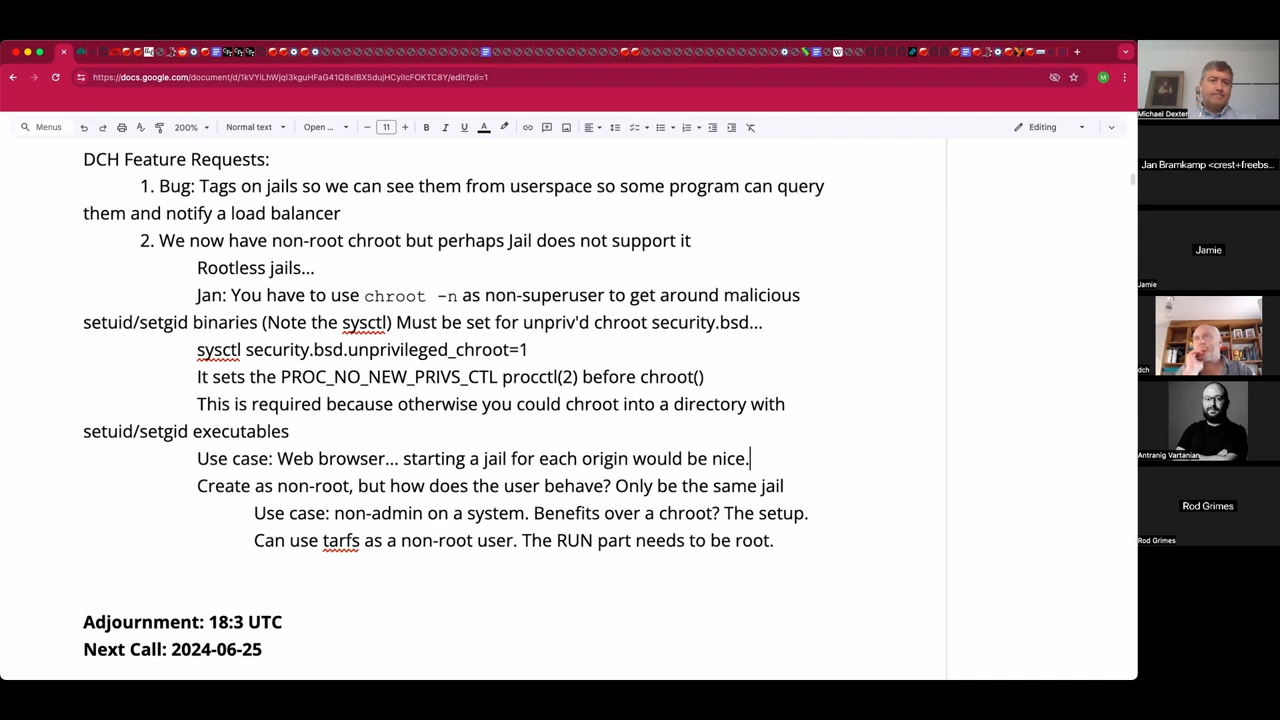 https://docs.google.com/document/d/1kVYiLhWjql3kguHFaG41Q8xlBX5dujHCyiIcFOKTC8Y/edit?pli=1
M
Menus
200%
Normal text
Open ...
11
Editing
DCH Feature Requests:
1. Bug: Tags on jails so we can see them from userspace so some program can query
them and notify a load balancer
2. We now have non-root chroot but perhaps Jail does not support it
Rootless jails...
Jan: You have to use chroot -n as non-superuser to get around malicious
setuid/setgid binaries (Note the sysctl) Must be set for unpriv'd chroot security.bsd...
sysctl security.bsd.unprivileged_chroot=1
It sets the PROC_NO_NEW_PRIVS_CTL procctl(2) before chroot()
This is required because otherwise you could chroot into a directory with
setuid/setgid executables
Use case: Web browser... starting a jail for each origin would be nice.
Create as non-root, but how does the user behave? Only be the same jail
Use case: non-admin on a system. Benefits over a chroot? The setup.
Can use tarfs as a non-root user. The RUN part needs to be root.
Adjournment: 18:3 UTC
Next Call: 2024-06-25
Michael Dexter
Jan Bramkamp <crest+freebs...
Jamie
Jamie
dch
Antranig Vartanian
Rod Grimes
Rod Grimes